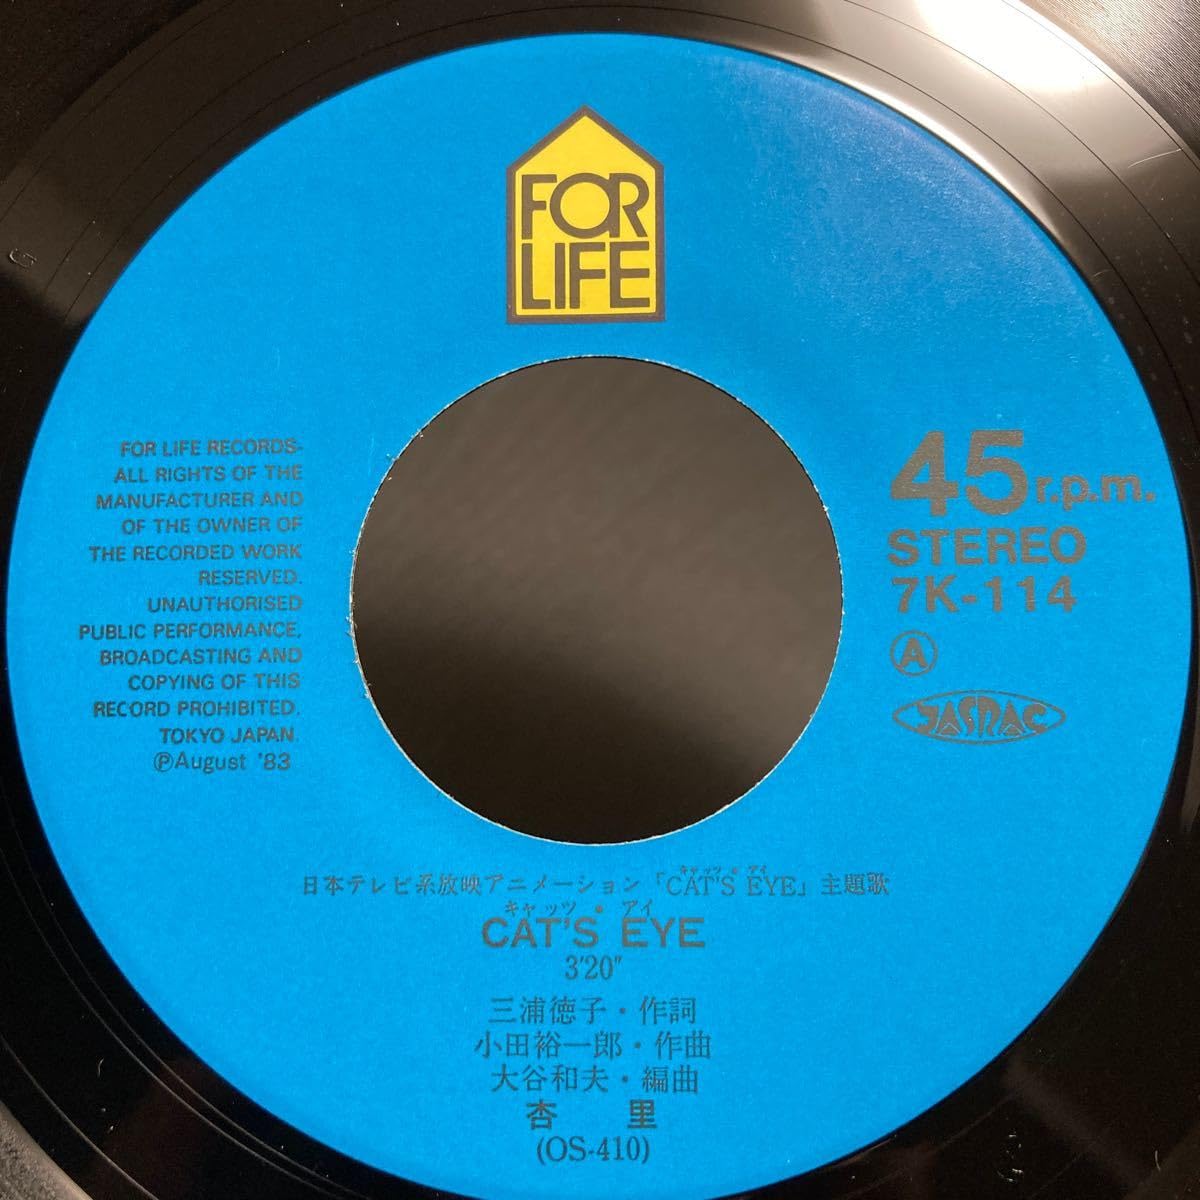 FOR
LIFE
FOR LIFE RECORDS-
ALL RIGHTS OF THE
MANUFACTURER AND
OF THE OWNER OF
THE RECORDED WORK
RESERVED.
UNAUTHORISED
PUBLIC PERFORMANCE,
BROADCASTING AND
COPYING OF THIS
RECORD PROHIBITED.
TOKYO JAPAN.
ⓅAugust '83
45r.p.m.
STEREO
7K-114
Ⓐ
JASRAC
キャッツ・アイ
日本テレビ系放映アニメーション「CAT'S EYE」主題歌
キャッツ・アイ
CAT'S EYE
3'20"
三浦徳子・作詞
小田裕一郎・作曲
大谷和夫・編曲
杏里
(OS-410)